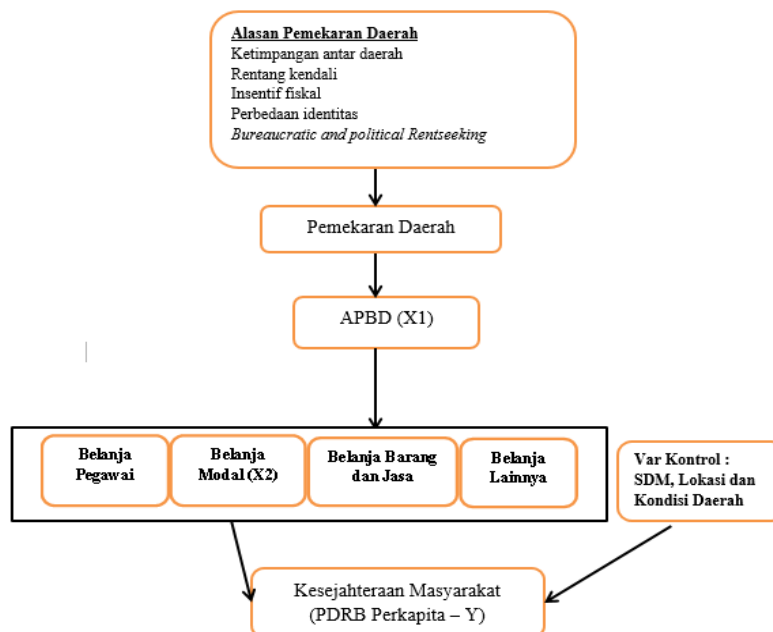 Alasan Pemekaran Daerah
Ketimpangan antar daerah
Rentang kendali
Insentif fiskal
Perbedaan identitas
Bureaucratic and political Rentseeking
Pemekaran Daerah
APBD (X1)
Belanja
Pegawai
Belanja
Modal (X2)
Belanja Barang
dan Jasa
Belanja
Lainnya
Var Kontrol :
SDM, Lokasi dan
Kondisi Daerah
Kesejahteraan Masyarakat
(PDRB Perkapita – Y)